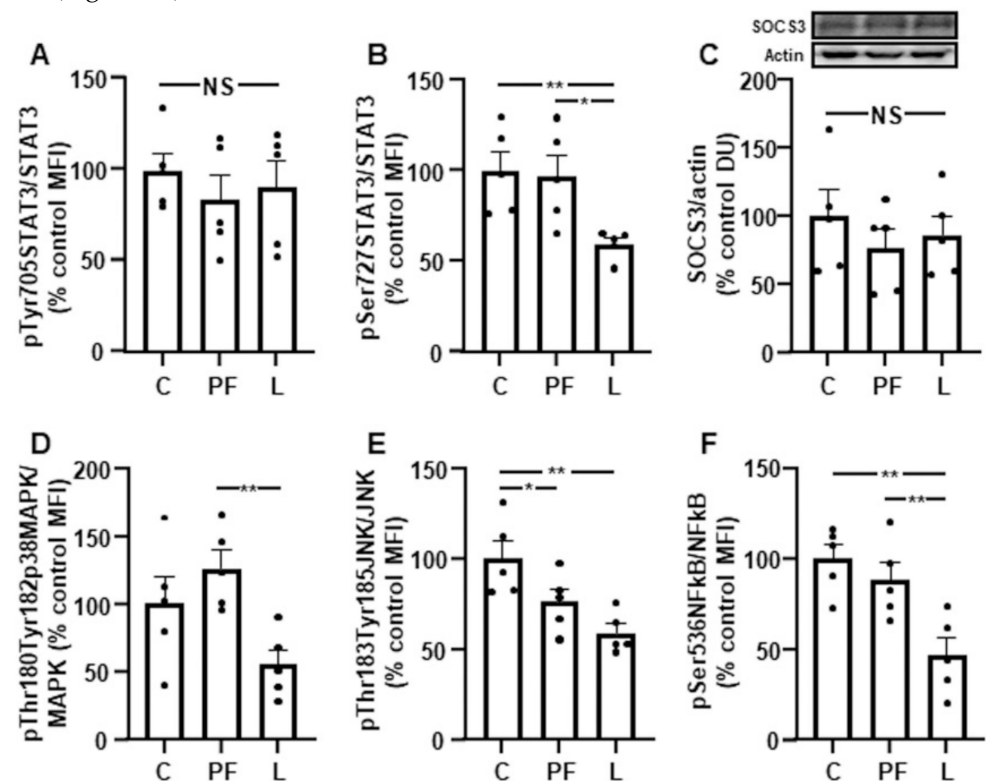 SOCS3
Actin
A
B
C
pTyr705STAT3/STAT3
(% control MFI)
150
100
50
0
NS
C PF L
pSer727STAT3/STAT3
(% control MFI)
150
100
50
0
**
*
C PF L
SOCS3/actin
(% control DU)
200
150
100
50
0
NS
C PF L
D
E
F
pThr180Tyr182p38MAPK/
MAPK (% control MFI)
200
150
100
50
0
**
C PF L
pThr183Tyr185JNK/JNK
(% control MFI)
150
100
50
0
**
*
C PF L
pSer536NFkB/NFkB
(% control MFI)
150
100
50
0
**
**
C PF L